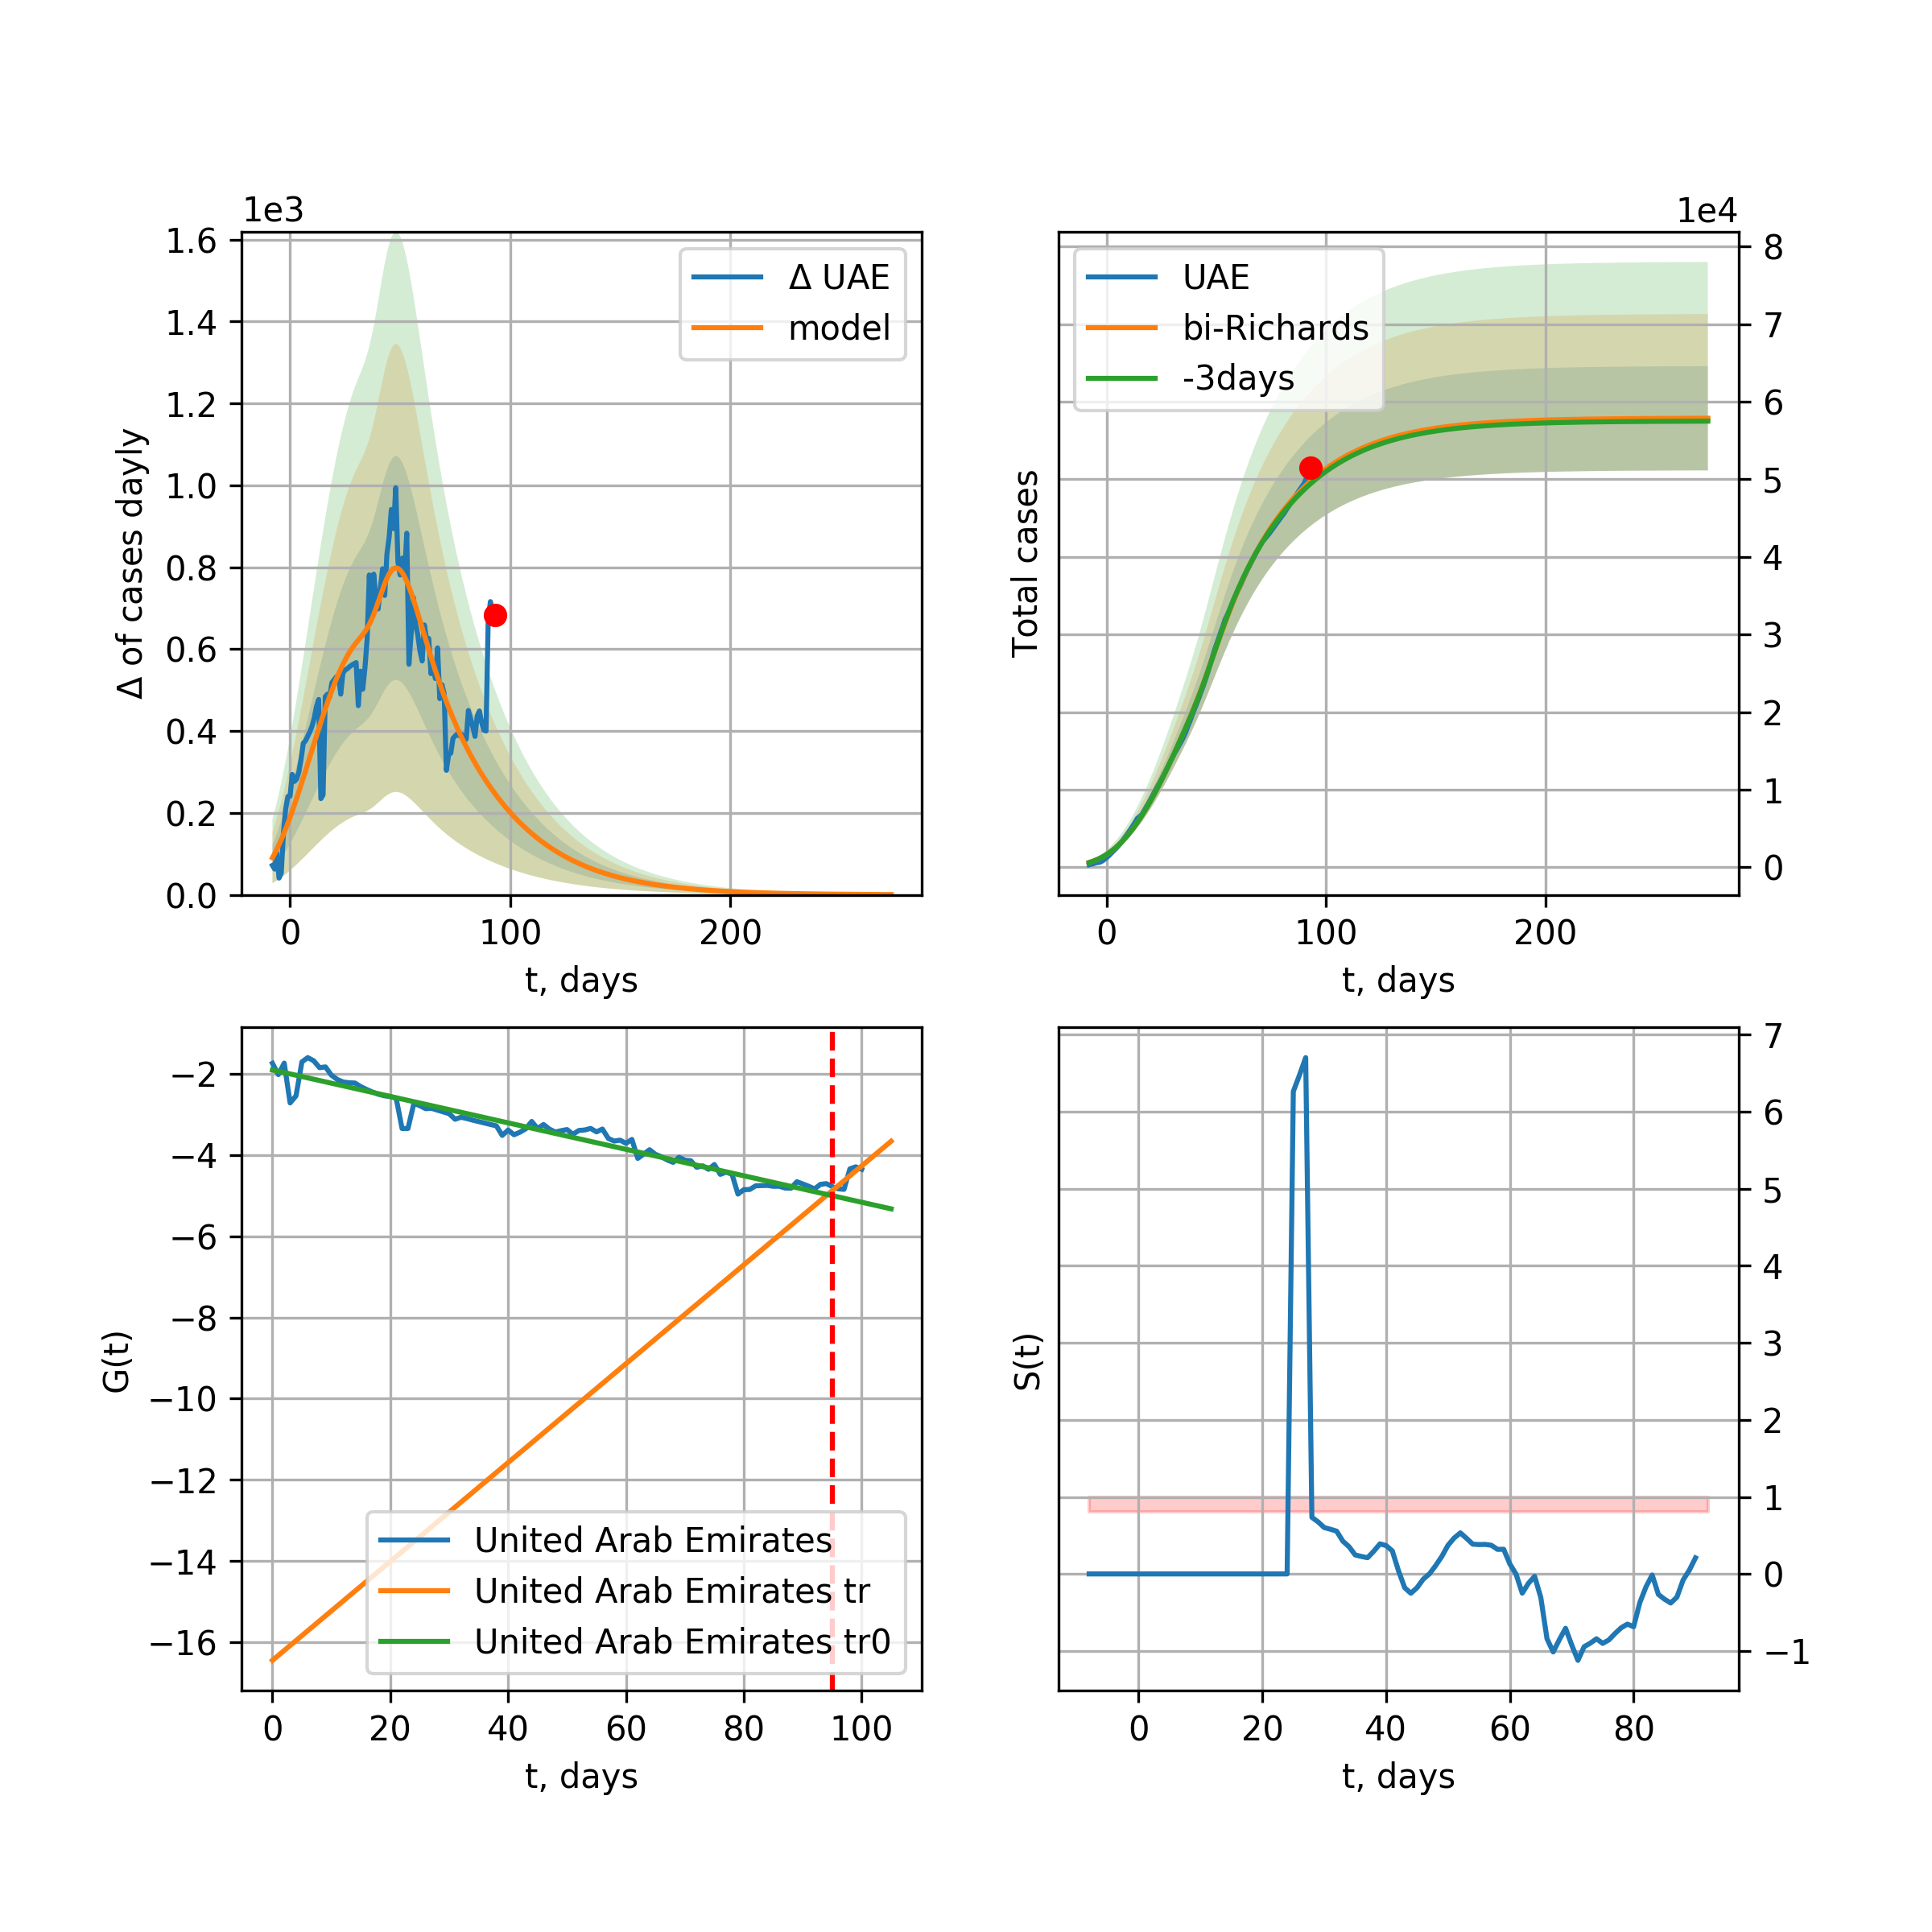 1e3
1.6
1.4
1.2
1.0
0.8
0.6
0.4
0.2
0.0
Δ of cases dayly
Δ UAE
model
0 100 200
t, days
1e4
8
7
6
5
4
3
2
1
0
Total cases
UAE
bi-Richards
-3days
0 100 200
t, days
−2
−4
−6
−8
−10
−12
−14
−16
G(t)
United Arab Emirates
United Arab Emirates tr
United Arab Emirates tr0
0 20 40 60 80 100
t, days
7
6
5
4
3
2
1
0
−1
S(t)
0 20 40 60 80
t, days